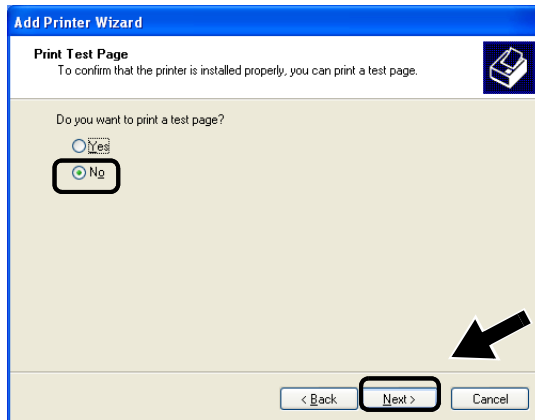 Add Printer Wizard
Print Test Page
To confirm that the printer is installed properly, you can print a test page.
Do you want to print a test page?
Yes
No
< Back
Next >
Cancel